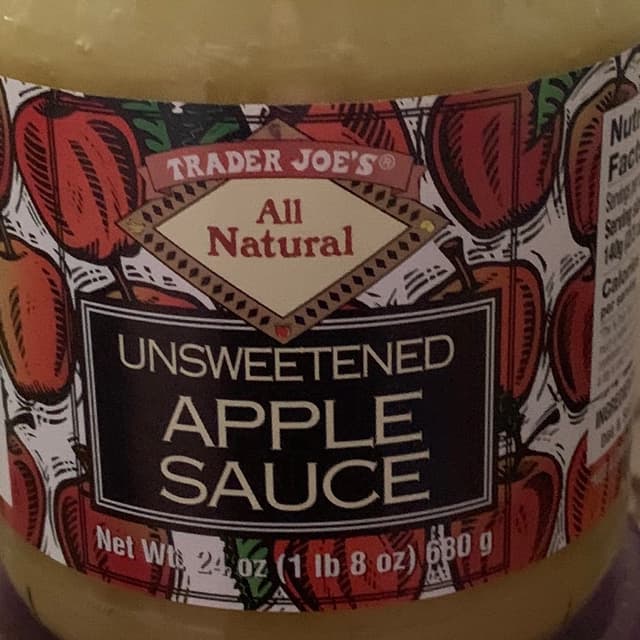 TRADER JOE'S®
All
Natural
UNSWEETENED
APPLE
SAUCE
Net Wt. 24 oz (1 lb 8 oz) 680 g
Nutr
Fact